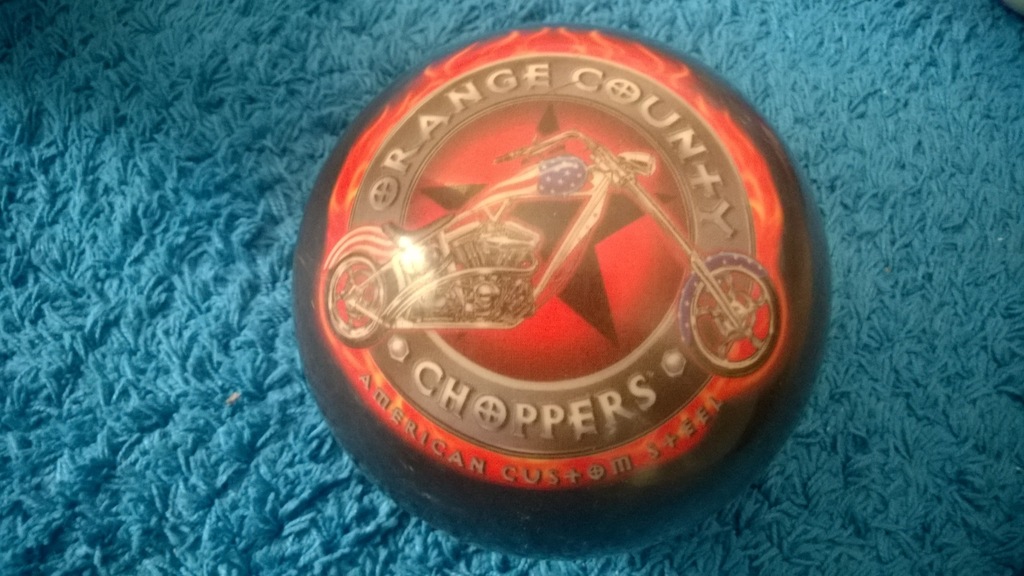 ORANGE COUNTY
CHOPPERS
AMERICAN CUSTOM STEEL